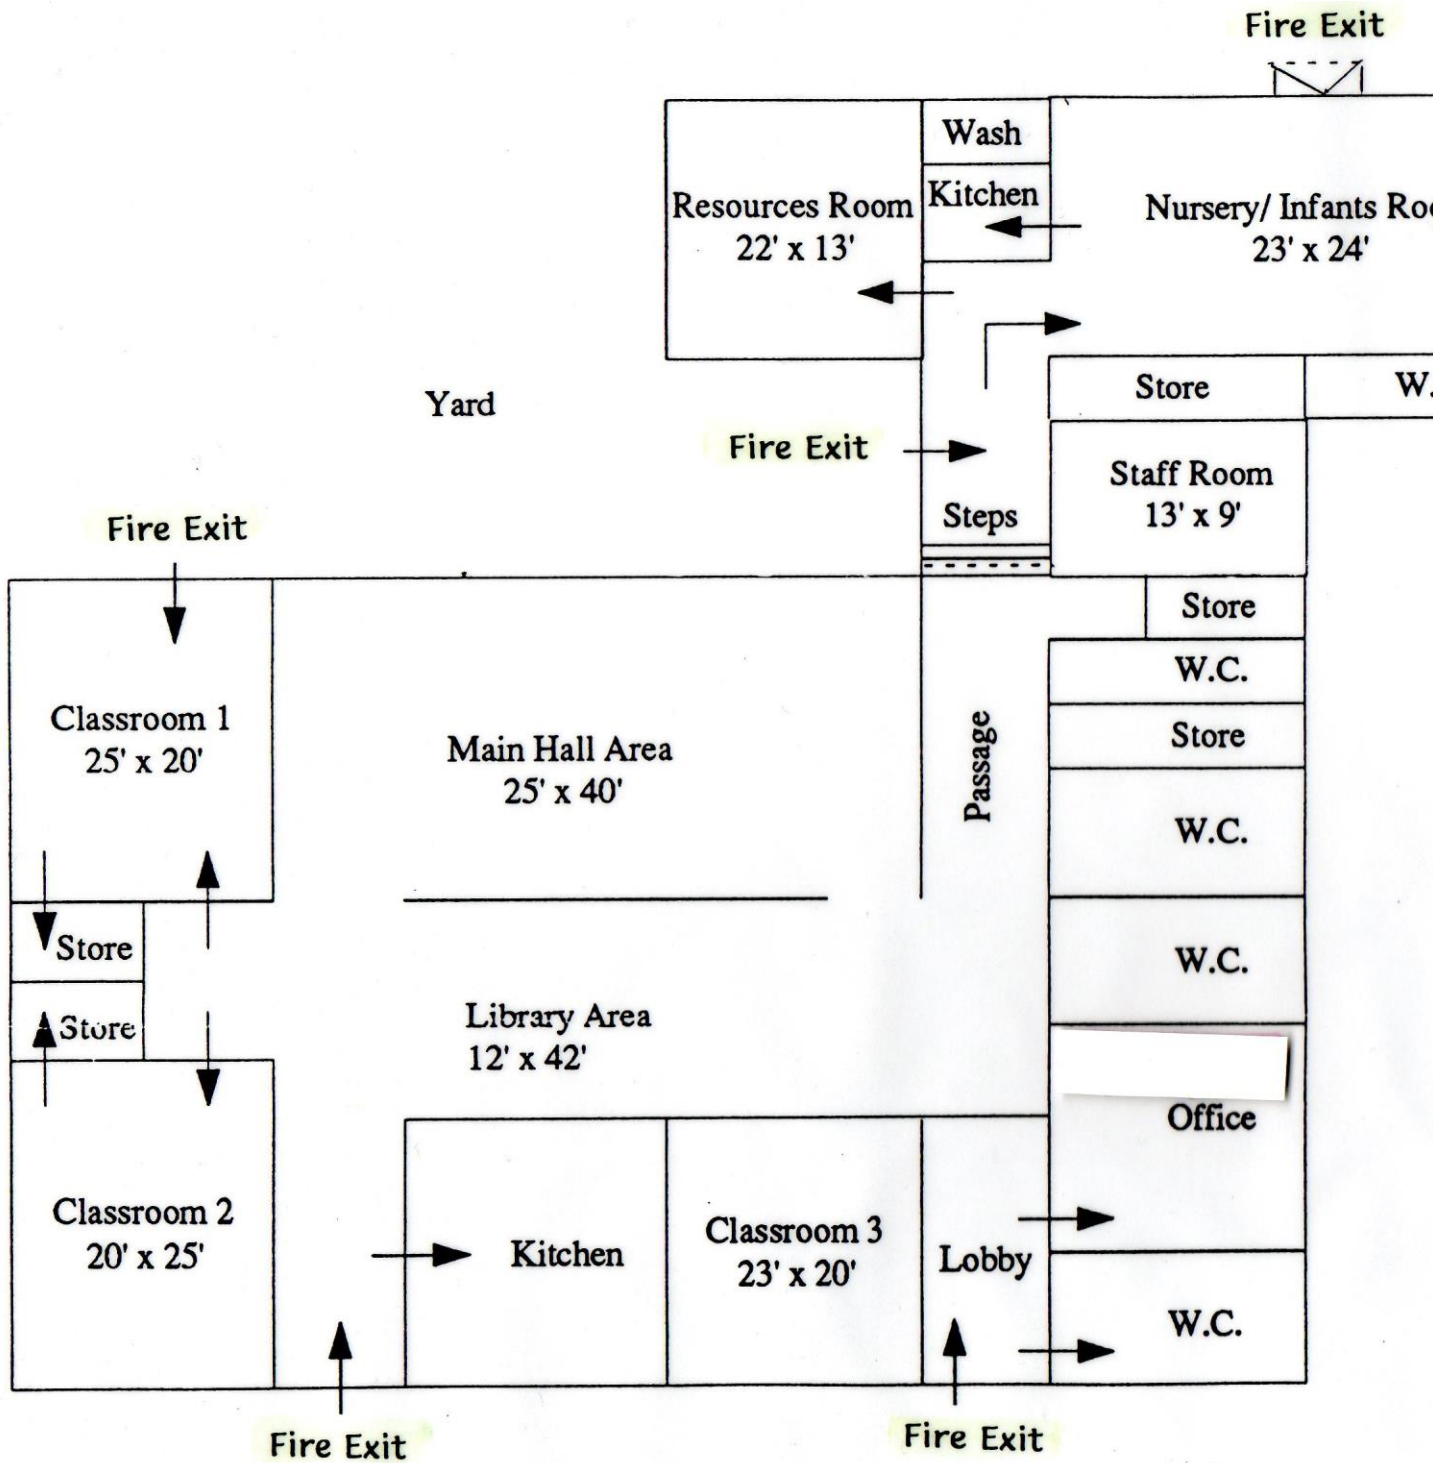 Fire Exit
Wash
Kitchen
Resources Room
22' x 13'
Nursery/ Infants
23' x 24'
Yard
Store
Fire Exit
Staff Room
13' x 9'
Steps
Fire Exit
Store
W.C.
Classroom 1
25' x 20'
Main Hall Area
25' x 40'
Passage
Store
W.C.
Store
W.C.
Store
Library Area
12' x 42'
Office
Classroom 2
20' x 25'
Kitchen
Classroom 3
23' x 20'
Lobby
W.C.
Fire Exit
Fire Exit